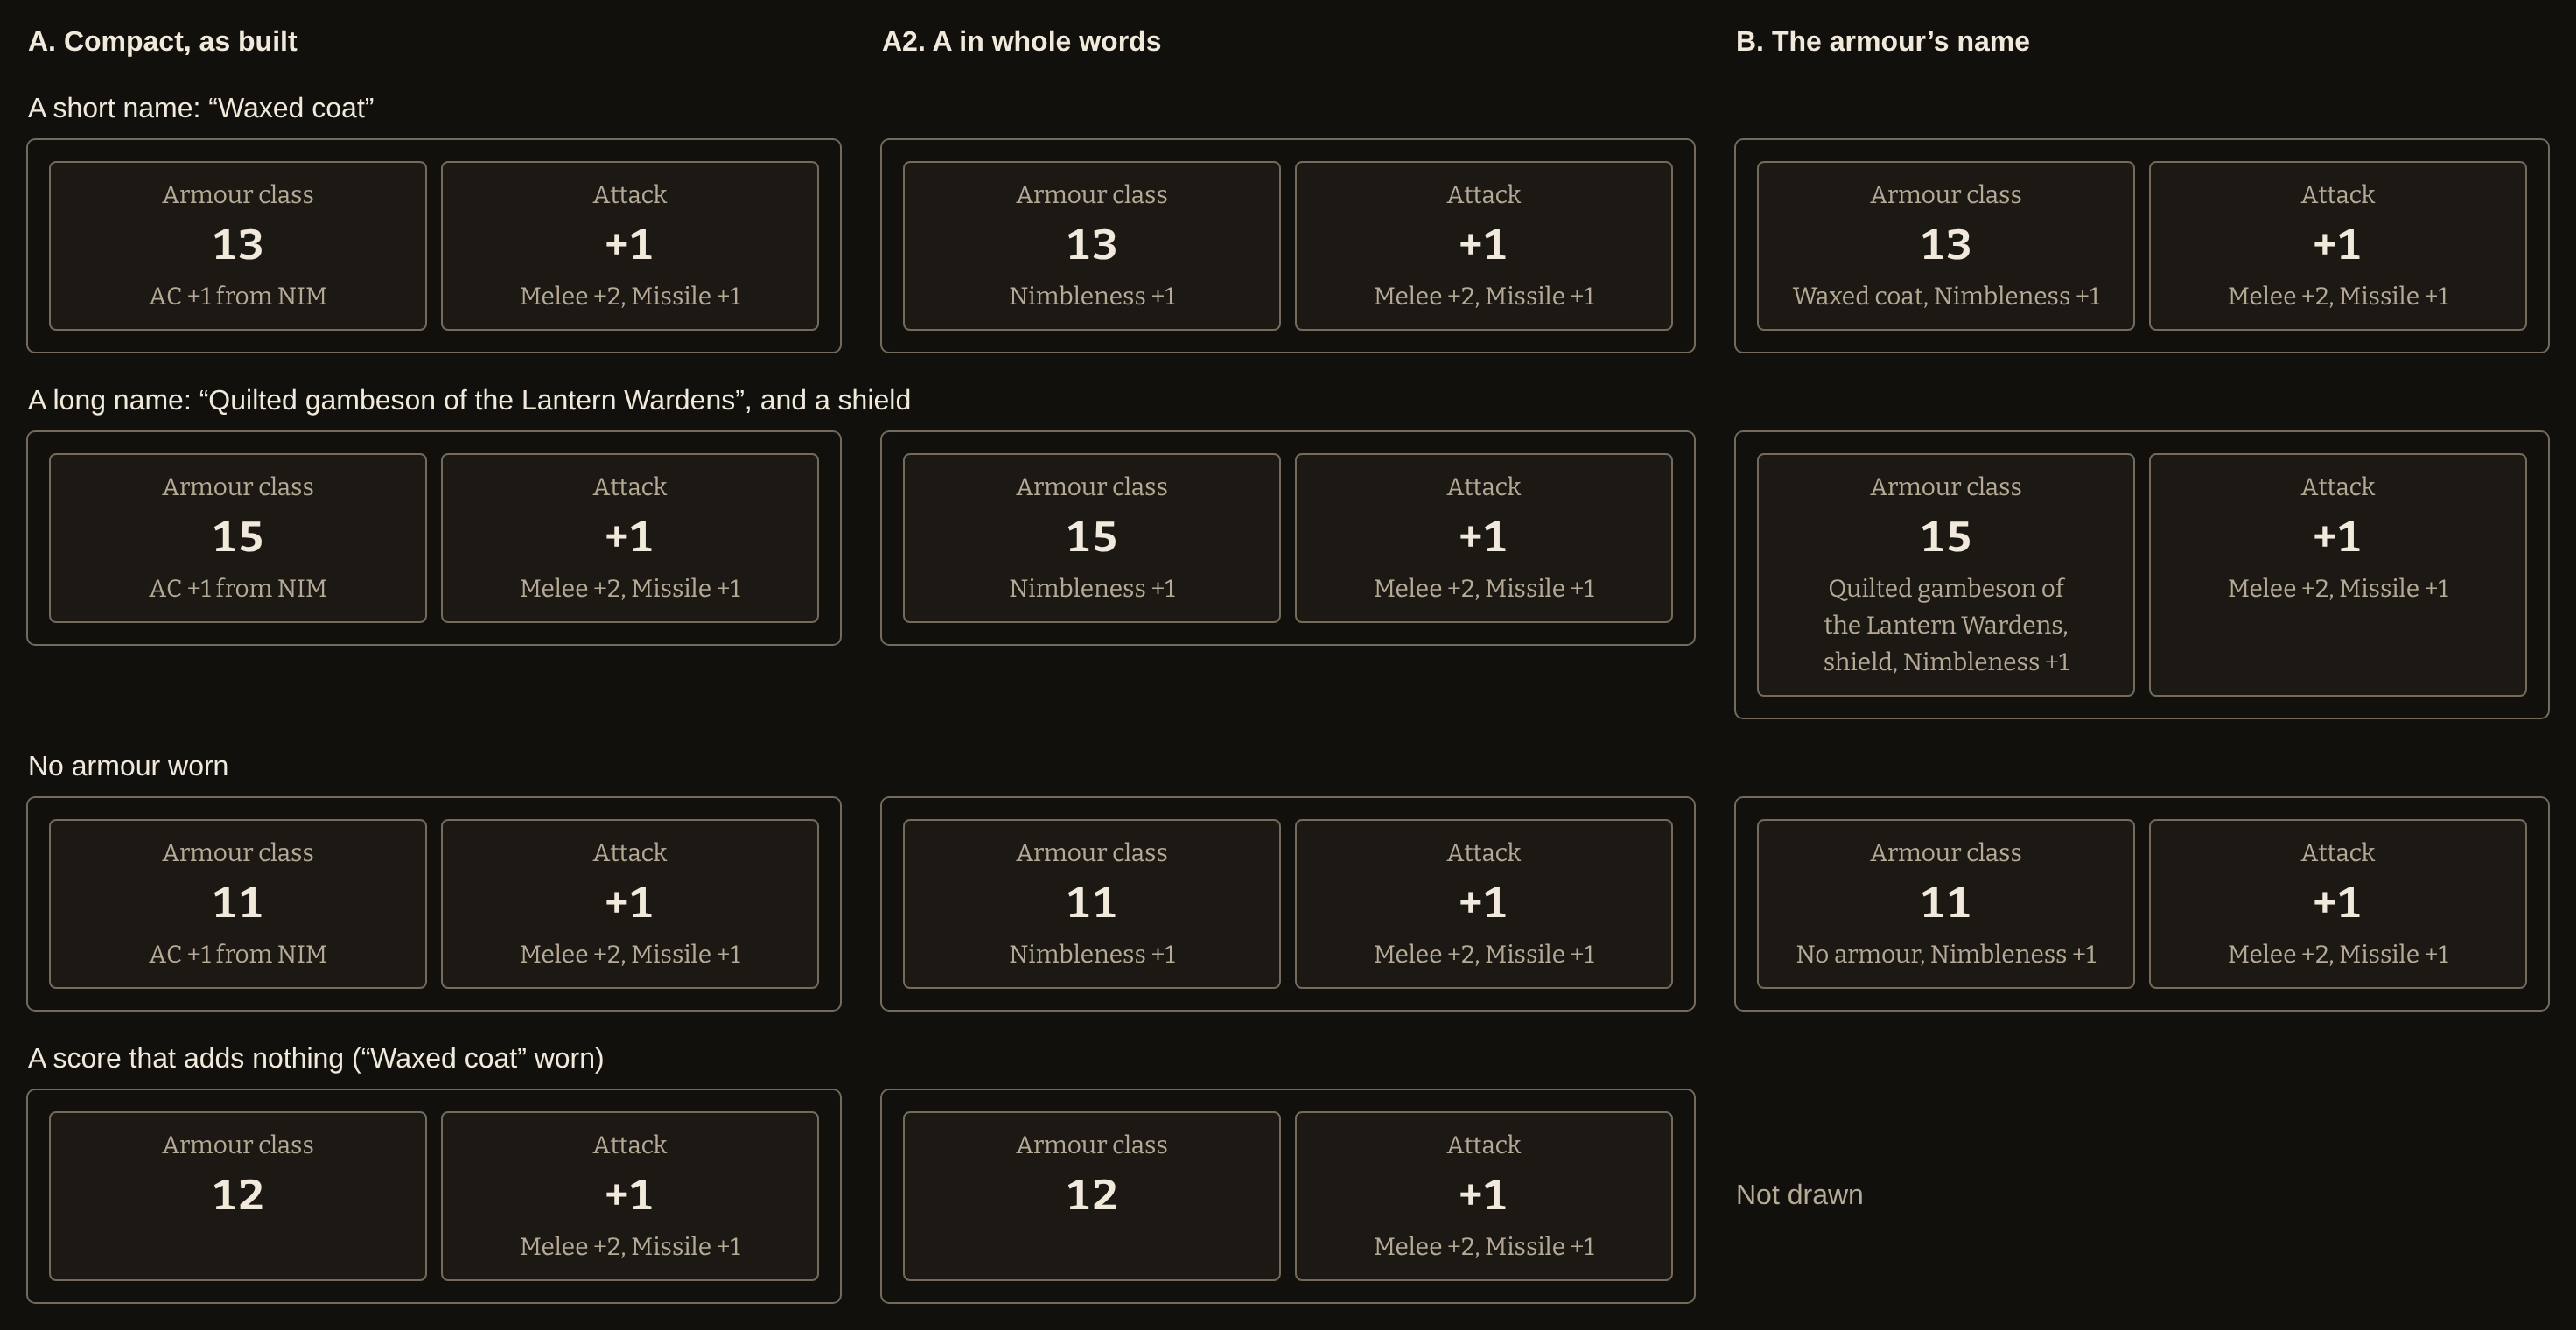 A. Compact, as built
A2. A in whole words
B. The armour’s name
A short name: “Waxed coat”
Armour class
13
AC +1 from NIM
Attack
+1
Melee +2, Missile +1
Armour class
13
Nimbleness +1
Attack
+1
Melee +2, Missile +1
Armour class
13
Waxed coat, Nimbleness +1
Attack
+1
Melee +2, Missile +1
A long name: “Quilted gambeson of the Lantern Wardens”, and a shield
Armour class
15
AC +1 from NIM
Attack
+1
Melee +2, Missile +1
Armour class
15
Nimbleness +1
Attack
+1
Melee +2, Missile +1
Armour class
15
Quilted gambeson of
the Lantern Wardens,
shield, Nimbleness +1
Attack
+1
Melee +2, Missile +1
No armour worn
Armour class
11
AC +1 from NIM
Attack
+1
Melee +2, Missile +1
Armour class
11
Nimbleness +1
Attack
+1
Melee +2, Missile +1
Armour class
11
No armour, Nimbleness +1
Attack
+1
Melee +2, Missile +1
A score that adds nothing (“Waxed coat” worn)
Armour class
12
Attack
+1
Melee +2, Missile +1
Armour class
12
Attack
+1
Melee +2, Missile +1
Not drawn